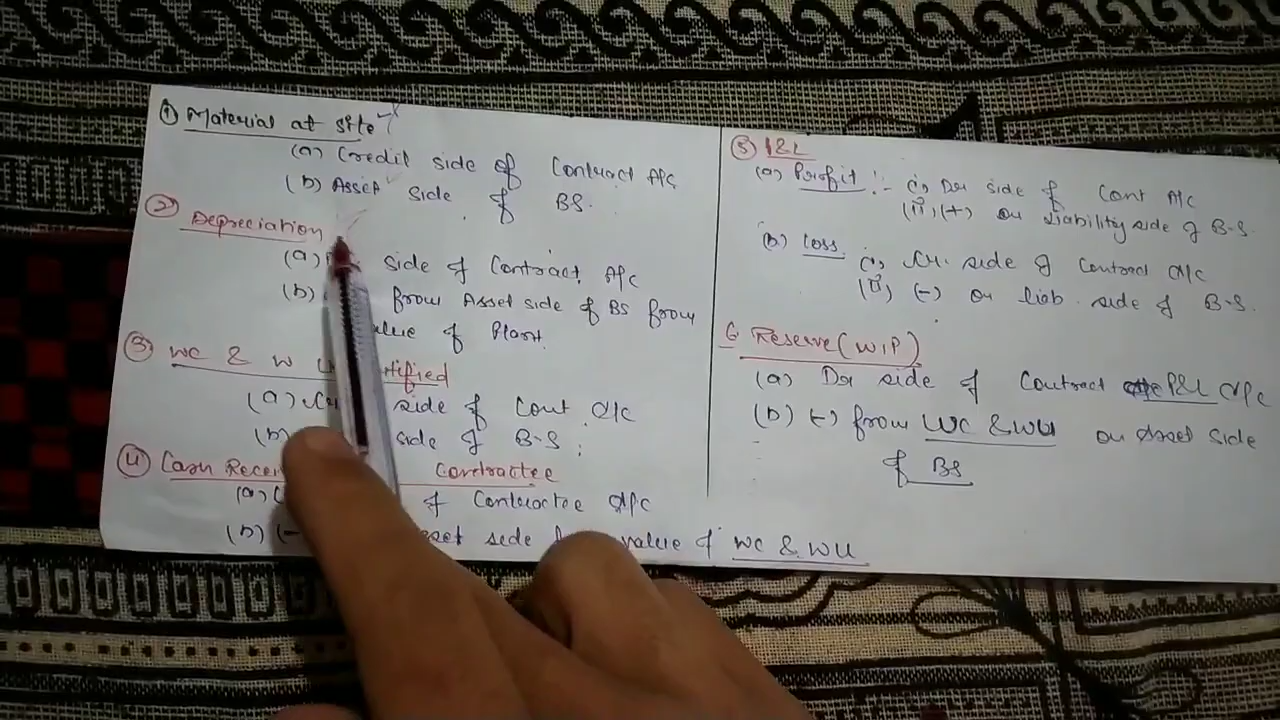 ① Material at site
(a) Credit side of Contract A/c
(b) Asset side of BS.
② Depreciation
(a) side of Contract A/c
(b) from Asset side of BS from
of Plant.
③ WC & W
(a) side of Cont A/c
(b) side of B-S;
④ Cash Contractee
(a) of Contractee A/c
(b) (-) side value of WC & WU
⑤ P&L
(a) Profit :- (i) Dr side of Cont A/c
(ii) (+) on Liability side of B-S.
(b) Loss (i) Cr. side of Contract A/c
(ii) (-) on liab. side of B-S.
6 Reserve (WIP)
(a) Dr side of Contract P&L A/c
(b) (-) from WC & WU on Asset side
of BS